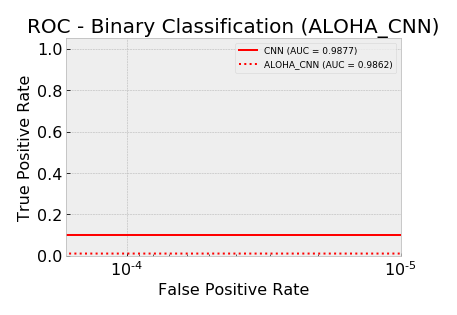 ROC - Binary Classification (ALOHA_CNN)
CNN (AUC = 0.9877)
ALOHA_CNN (AUC = 0.9862)
True Positive Rate
1.0
0.8
0.6
0.4
0.2
0.0
10⁻⁴
10⁻⁵
False Positive Rate